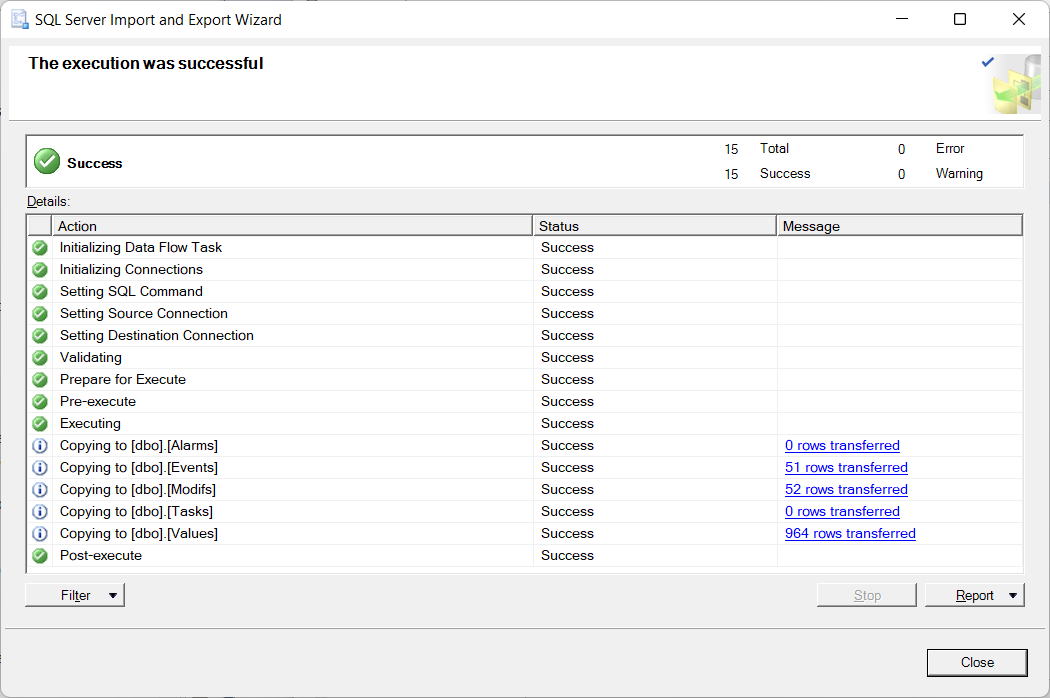 SQL Server Import and Export Wizard
The execution was successful
Success
15 Total 0 Error
15 Success 0 Warning
Details:
Action Status Message
Initializing Data Flow Task Success
Initializing Connections Success
Setting SQL Command Success
Setting Source Connection Success
Setting Destination Connection Success
Validating Success
Prepare for Execute Success
Pre-execute Success
Executing Success
Copying to [dbo].[Alarms] Success 0 rows transferred
Copying to [dbo].[Events] Success 51 rows transferred
Copying to [dbo].[Modifs] Success 52 rows transferred
Copying to [dbo].[Tasks] Success 0 rows transferred
Copying to [dbo].[Values] Success 964 rows transferred
Post-execute Success
Filter Stop Report
Close